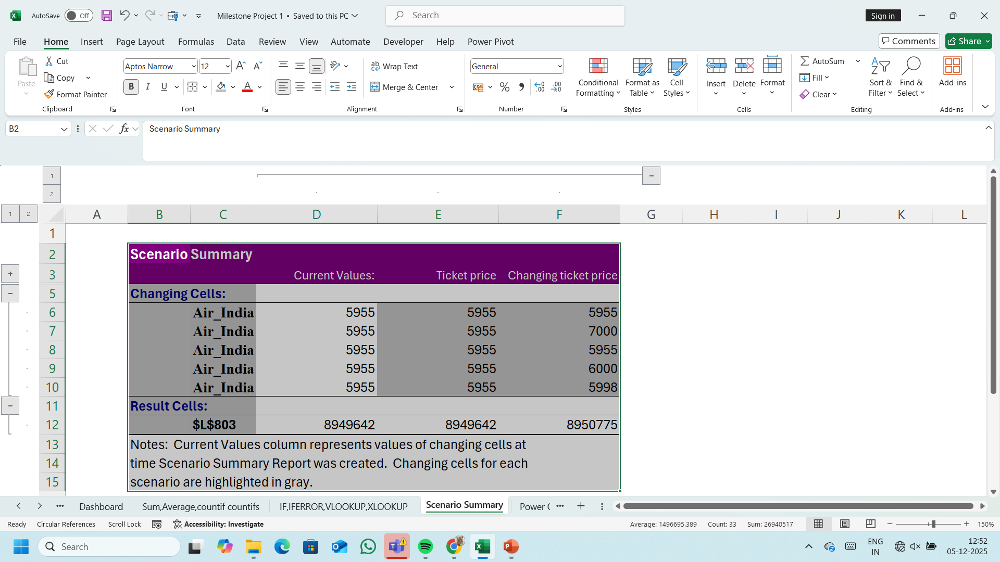 AutoSave Off Milestone Project 1 • Saved to this PC Search Sign in
File Home Insert Page Layout Formulas Data Review View Automate Developer Help Power Pivot Comments Share
Paste Cut Copy Format Painter Clipboard
Aptos Narrow 12 B I U A Font
ab Wrap Text Merge & Center Alignment
General % Number
Conditional Formatting Format as Table Cell Styles Styles
Insert Delete Format Cells
AutoSum Fill Clear Sort & Filter Find & Select Editing
Add-ins Add-ins
B2 fx Scenario Summary
1
2
1 2 A B C D E F G H I J K L
1
2 Scenario Summary
3 Current Values: Ticket price Changing ticket price
5 Changing Cells:
6 Air_India 5955 5955 5955
7 Air_India 5955 5955 7000
8 Air_India 5955 5955 5955
9 Air_India 5955 5955 6000
10 Air_India 5955 5955 5998
11 Result Cells:
12 $L$803 8949642 8949642 8950775
13 Notes: Current Values column represents values of changing cells at
14 time Scenario Summary Report was created. Changing cells for each
15 scenario are highlighted in gray.
Dashboard Sum,Average,countif countifs IF,IFERROR,VLOOKUP,XLOOKUP Scenario Summary Power
Ready Circular References Scroll Lock Accessibility: Investigate Average: 1496695.389 Count: 33 Sum: 26940517 150%
Search ENG 12:52
IN 05-12-2025